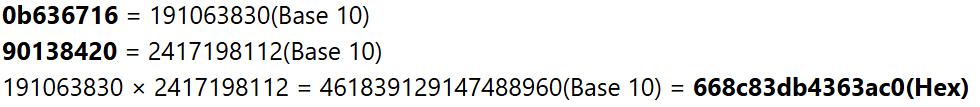 0b636716 = 191063830(Base 10)
90138420 = 2417198112(Base 10)
191063830 × 2417198112 = 461839129147488960(Base 10) = 668c83db4363ac0(Hex)